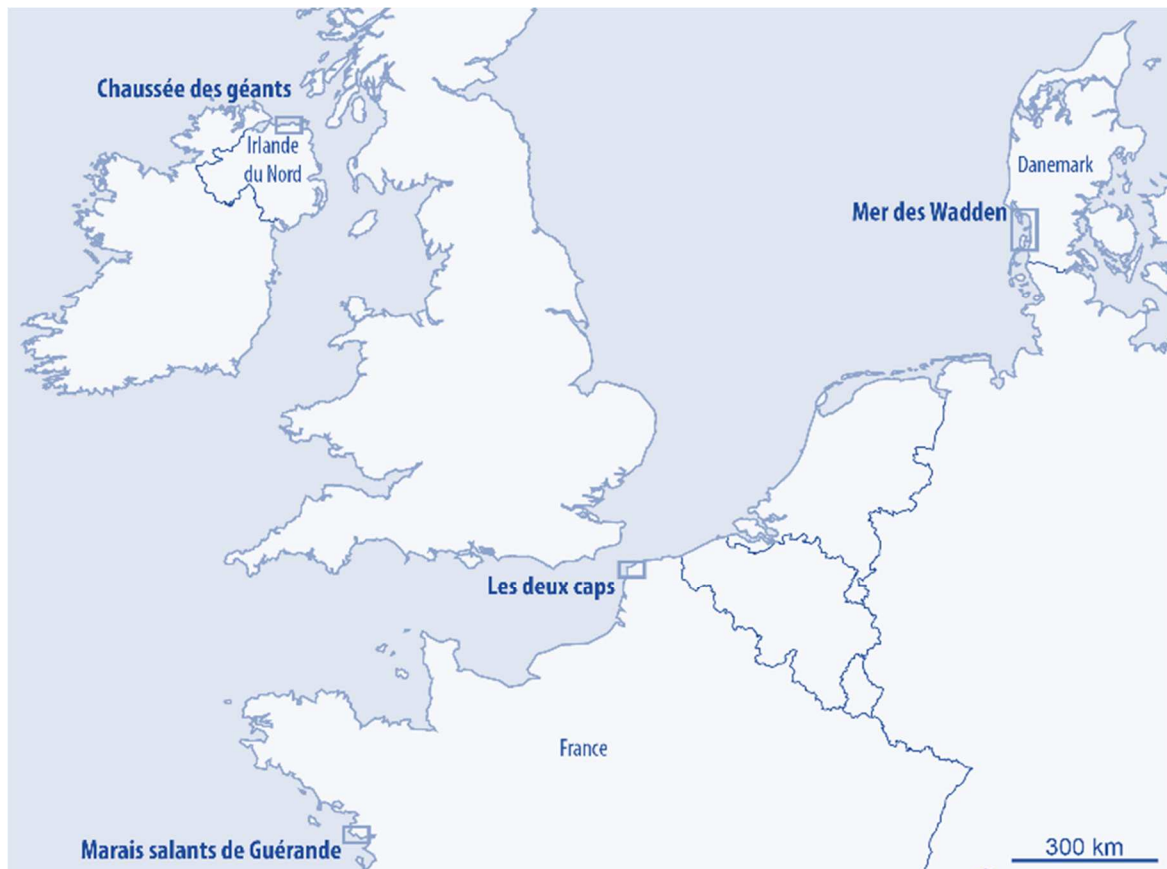 Chaussée des géants
Irlande
du Nord
Danemark
Mer des Wadden
Les deux caps
France
Marais salants de Guérande
300 km